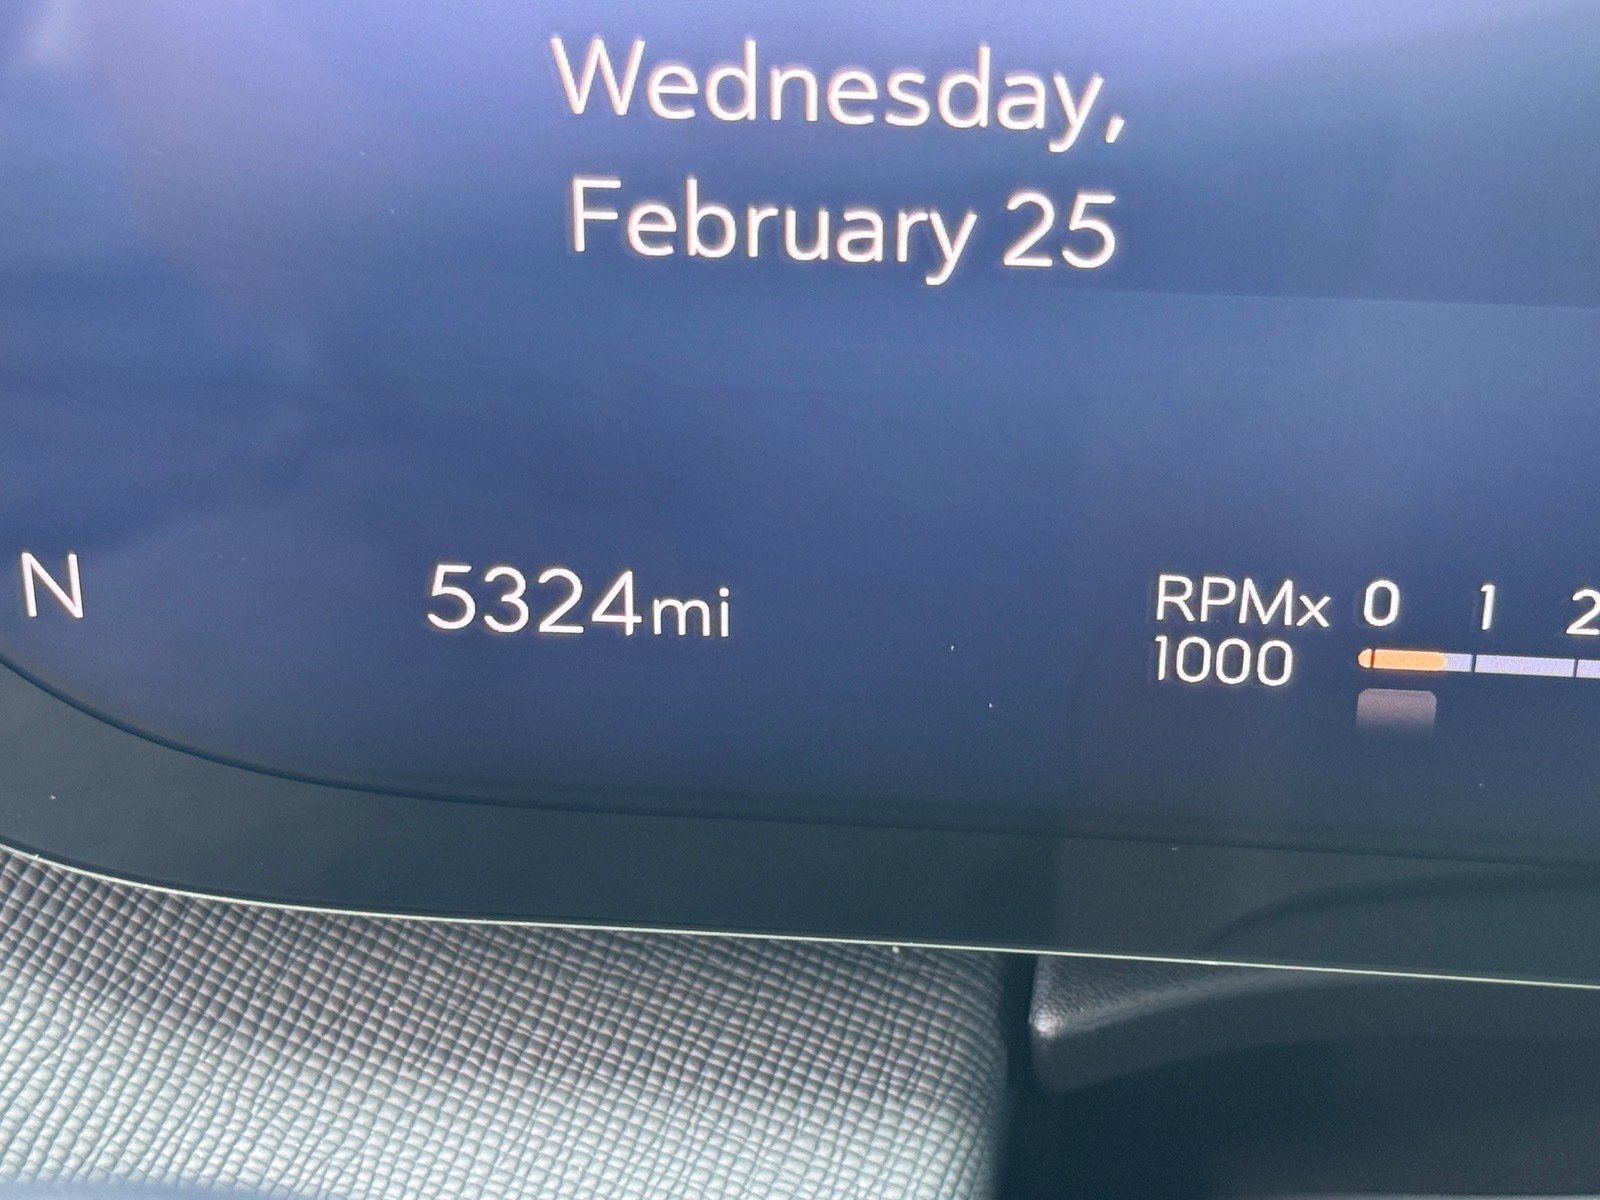 Wednesday,
February 25
N
5324mi
RPMx 0 1 2
1000